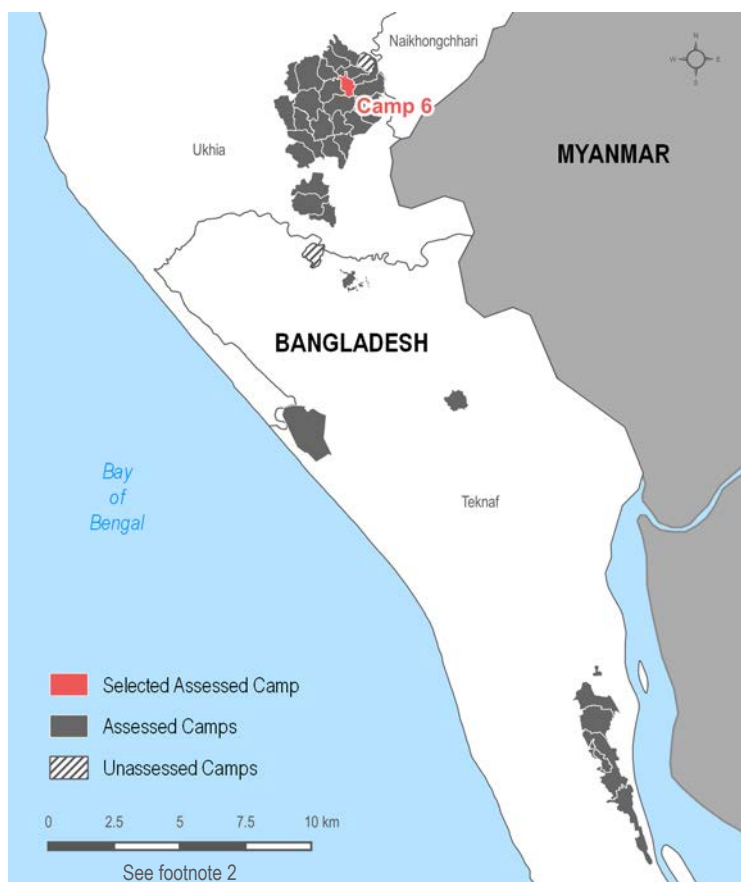 Naikhongchhari
N
W
E
S
Camp 6
Ukhia
MYANMAR
BANGLADESH
Bay
of
Bengal
Teknaf
Selected Assessed Camp
Assessed Camps
Unassessed Camps
0 2.5 5 7.5 10 km
See footnote 2